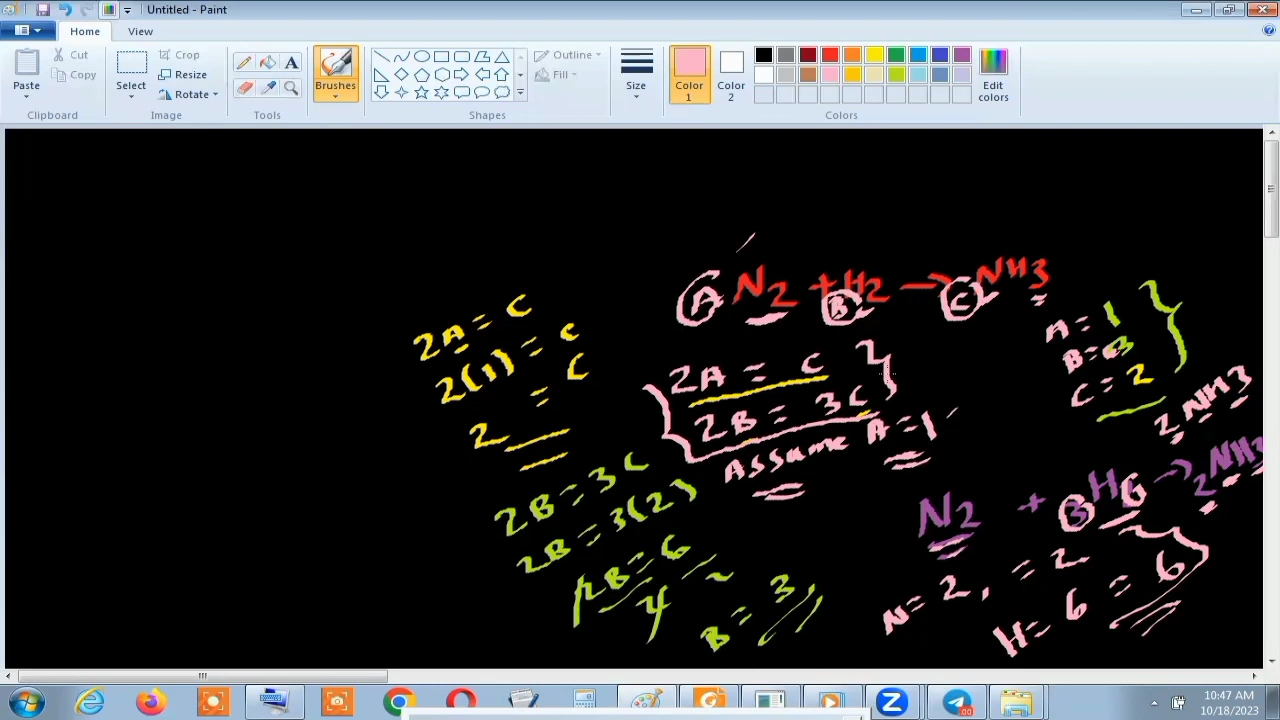 Untitled - Paint
Home View
Paste
Cut
Copy
Clipboard
Select
Crop
Resize
Rotate
Image
A
Tools
Brushes
Shapes
Outline
Fill
Size
Color 1
Color 2
Edit colors
Colors
A N2 + B H2 → C NH3
2A = C
2B = 3C
Assume A = 1
2A = C
2(1) = C
2 = C
2B = 3C
2B = 3(2)
2B = 6
B = 3
A = 1
B = 3
C = 2
2NH3
N2 + 3H → 2NH3
6
N = 2, = 2
H = 6 = 6
10:47 AM
10/18/2023